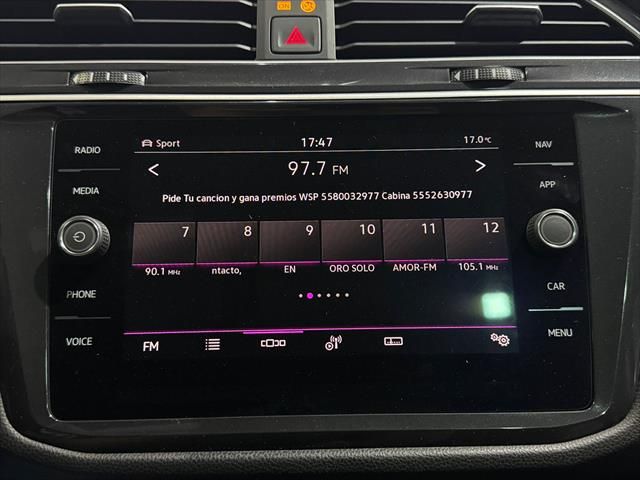 ON
RADIO
MEDIA
PHONE
VOICE
Sport 17:47 17.0°C
97.7 FM
Pide Tu cancion y gana premios WSP 5580032977 Cabina 5552630977
7 8 9 10 11 12
90.1 MHz ntacto, EN ORO SOLO AMOR-FM 105.1 MHz
FM
NAV
APP
CAR
MENU